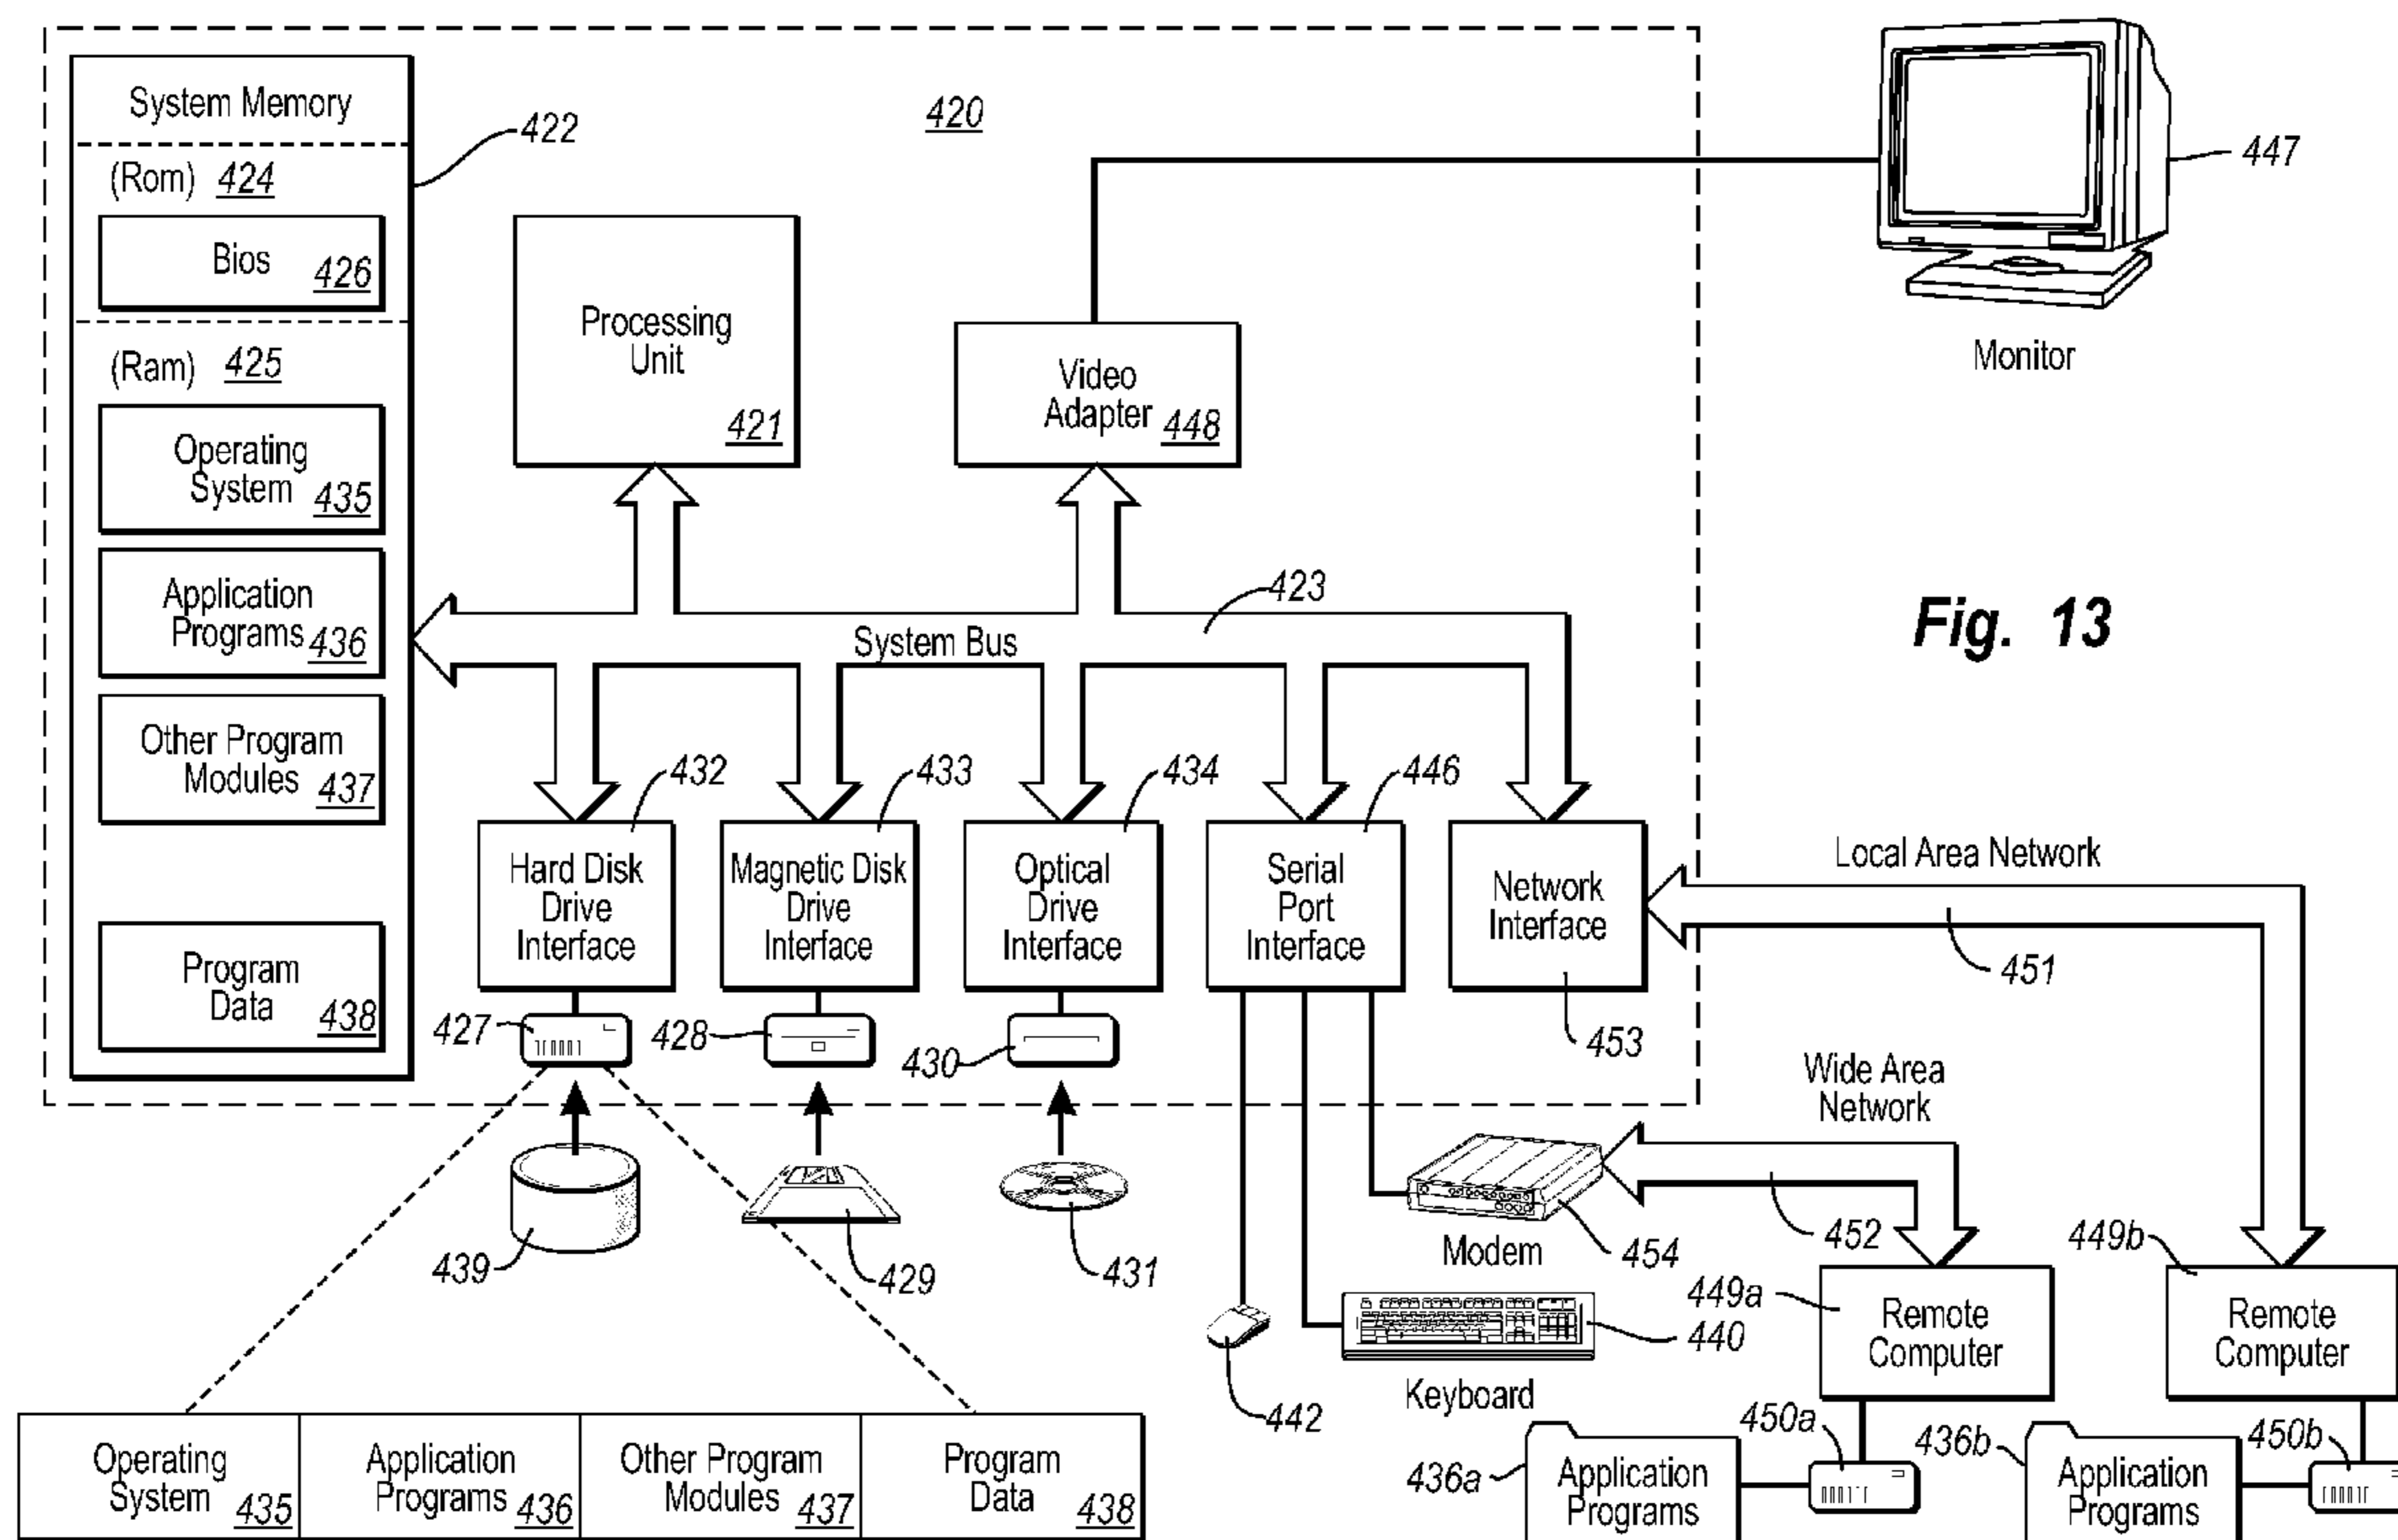 System Memory
422
(Rom) 424
Bios
426
(Ram) 425
Operating
System 435
Application
Programs 436
Other Program
Modules 437
Program
Data 438
420
Processing
Unit
421
Video
Adapter 448
447
Monitor
423
System Bus
Fig. 13
432
433
434
446
Hard Disk
Drive
Interface
Magnetic Disk
Drive
Interface
Optical
Drive
Interface
Serial
Port
Interface
Network
Interface
453
Local Area Network
451
427
428
430
439
429
431
Wide Area
Network
452
Modem
454
442
Keyboard
440
449a
Remote
Computer
449b
Remote
Computer
Operating
System 435
Application
Programs 436
Other Program
Modules 437
Program
Data 438
436a
Application
Programs
450a
436b
Application
Programs
450b